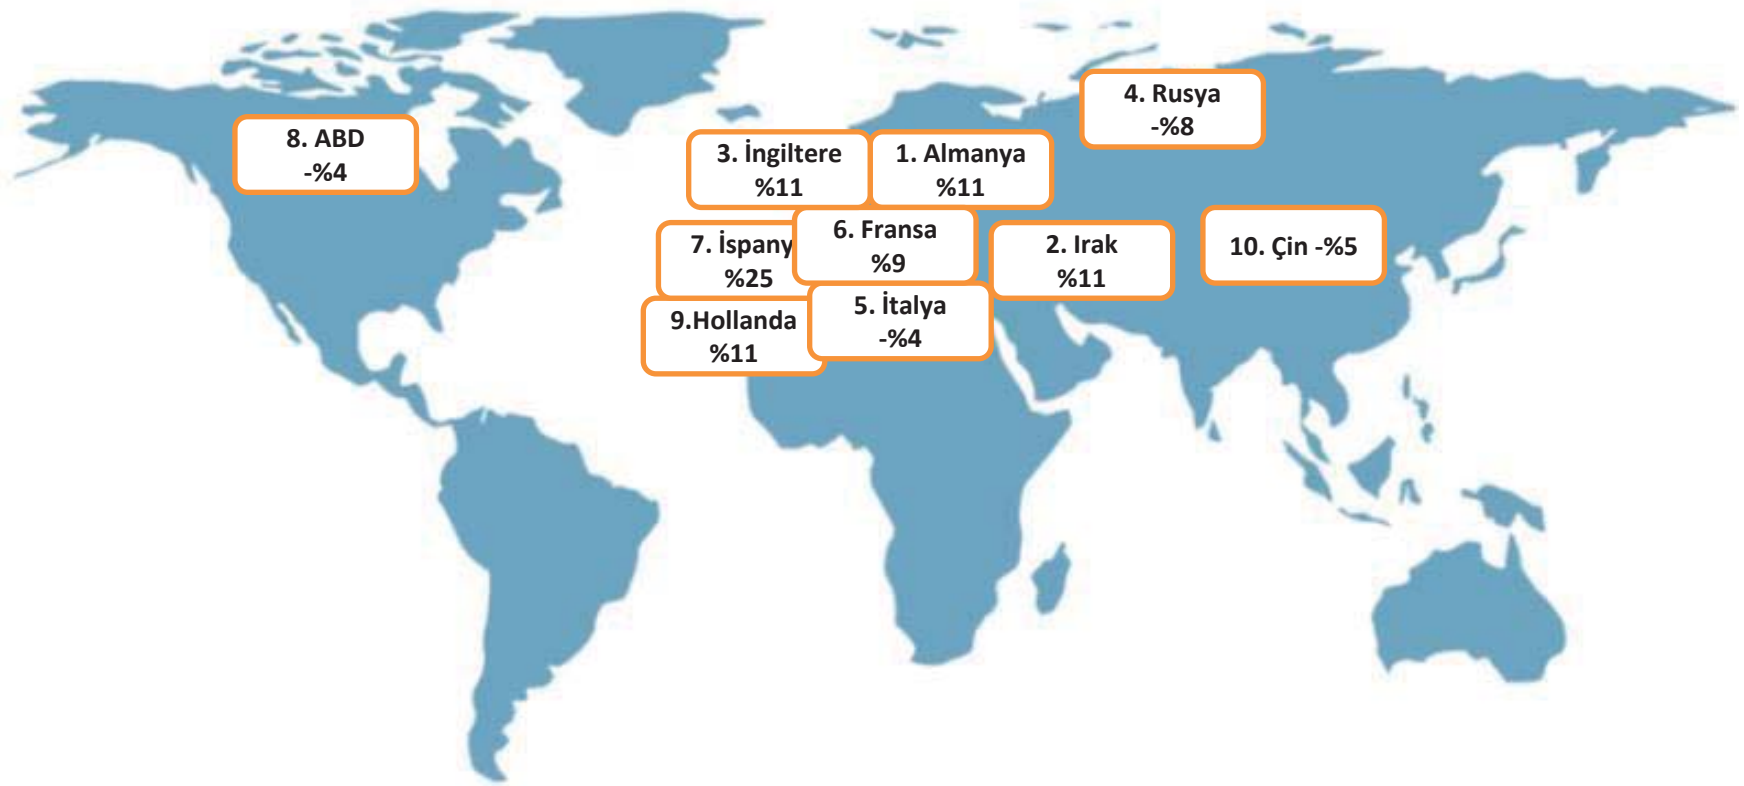 4. Rusya
-%8
8. ABD
-%4
3. İngiltere
%11
1. Almanya
%11
7. İspany
%25
6. Fransa
%9
2. Irak
%11
10. Çin -%5
9.Hollanda
%11
5. İtalya
-%4